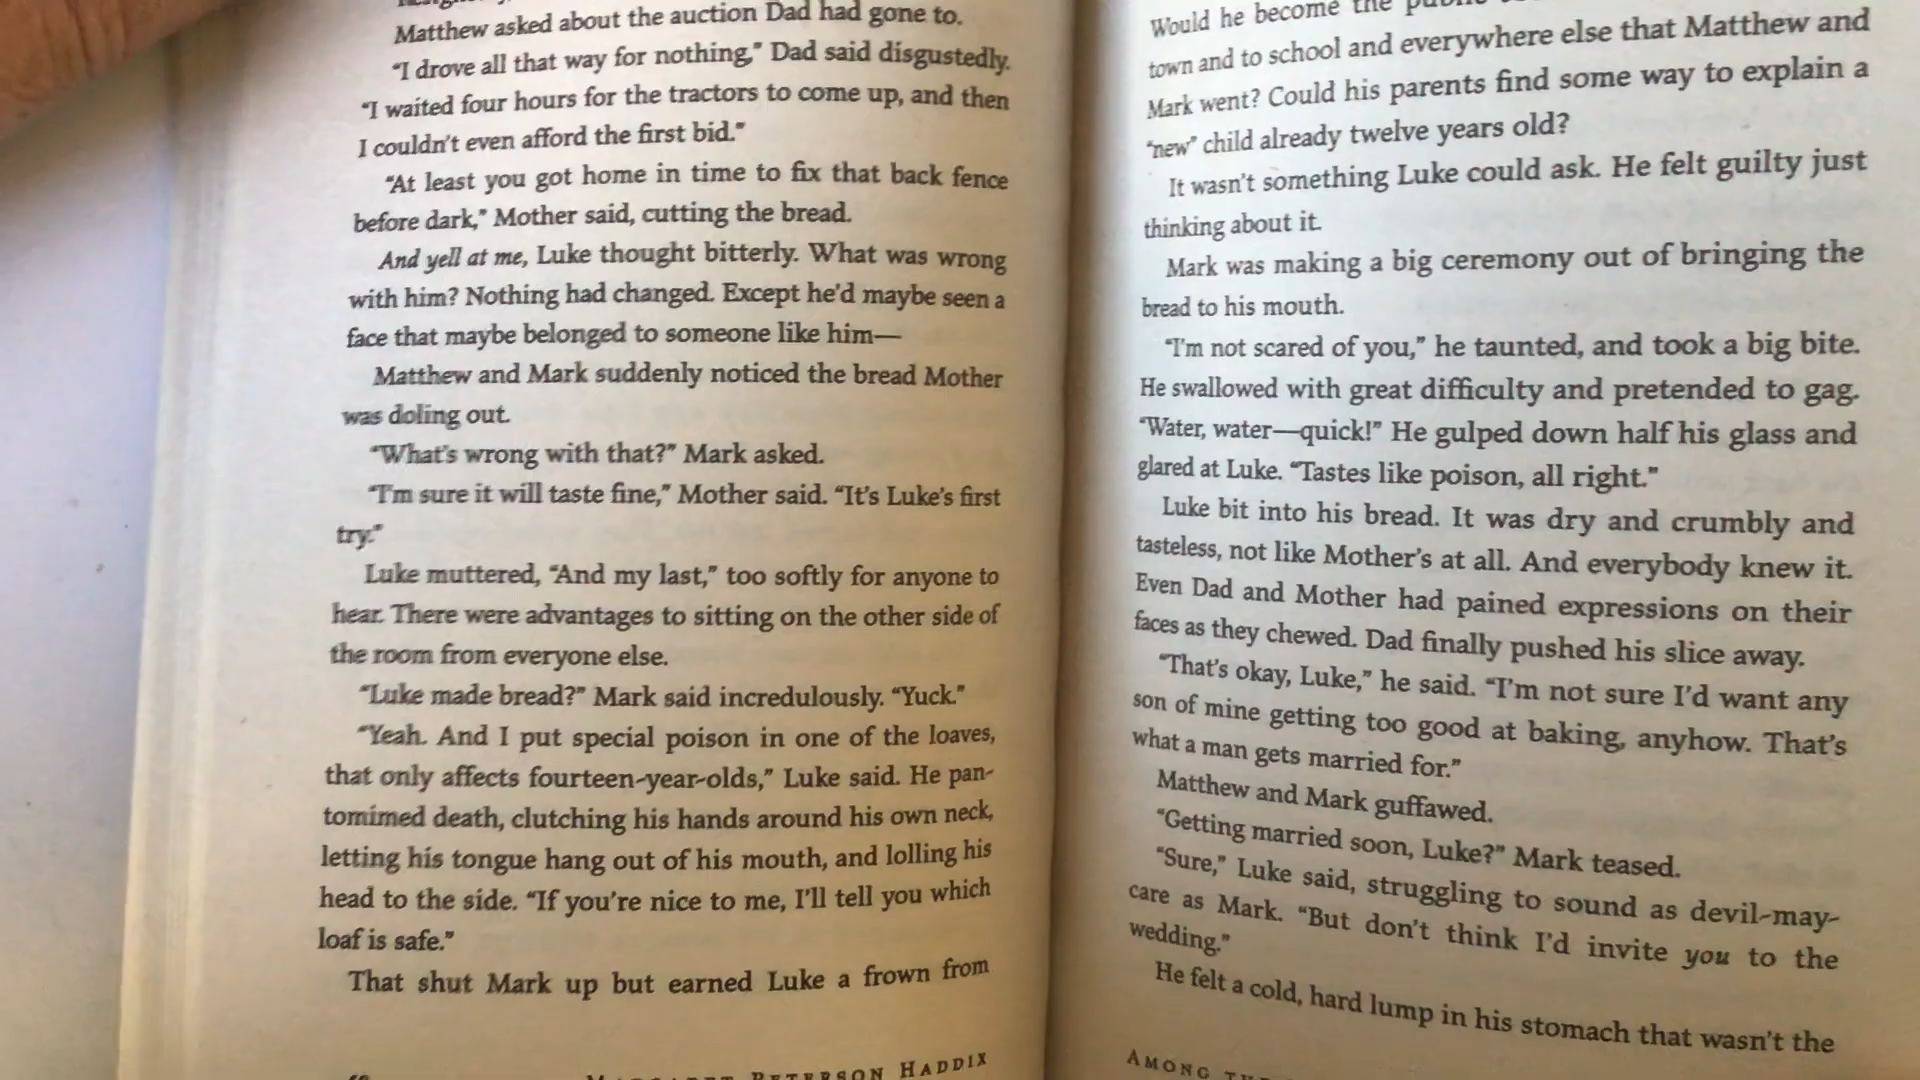 Matthew asked about the auction Dad had gone to.
“I drove all that way for nothing,” Dad said disgustedly.
“I waited four hours for the tractors to come up, and then
I couldn’t even afford the first bid.”
“At least you got home in time to fix that back fence
before dark,” Mother said, cutting the bread.
And yell at me, Luke thought bitterly. What was wrong
with him? Nothing had changed. Except he’d maybe seen a
face that maybe belonged to someone like him—
Matthew and Mark suddenly noticed the bread Mother
was doling out.
“What’s wrong with that?” Mark asked.
“I’m sure it will taste fine,” Mother said. “It’s Luke’s first
try.”
Luke muttered, “And my last,” too softly for anyone to
hear. There were advantages to sitting on the other side of
the room from everyone else.
“Luke made bread?” Mark said incredulously. “Yuck.”
“Yeah. And I put special poison in one of the loaves,
that only affects fourteen-year-olds,” Luke said. He pan-
tomimed death, clutching his hands around his own neck,
letting his tongue hang out of his mouth, and lolling his
head to the side. “If you’re nice to me, I’ll tell you which
loaf is safe.”
That shut Mark up but earned Luke a frown from
PETERSON HADDIX
Would he become the
town and to school and everywhere else that Matthew and
Mark went? Could his parents find some way to explain a
“new” child already twelve years old?
It wasn’t something Luke could ask. He felt guilty just
thinking about it.
Mark was making a big ceremony out of bringing the
bread to his mouth.
“I’m not scared of you,” he taunted, and took a big bite.
He swallowed with great difficulty and pretended to gag.
“Water, water—quick!” He gulped down half his glass and
glared at Luke. “Tastes like poison, all right.”
Luke bit into his bread. It was dry and crumbly and
tasteless, not like Mother’s at all. And everybody knew it.
Even Dad and Mother had pained expressions on their
faces as they chewed. Dad finally pushed his slice away.
“That’s okay, Luke,” he said. “I’m not sure I’d want any
son of mine getting too good at baking, anyhow. That’s
what a man gets married for.”
Matthew and Mark guffawed.
“Getting married soon, Luke?” Mark teased.
“Sure,” Luke said, struggling to sound as devil-may-
care as Mark. “But don’t think I’d invite you to the
wedding.”
He felt a cold, hard lump in his stomach that wasn’t the
AMONG